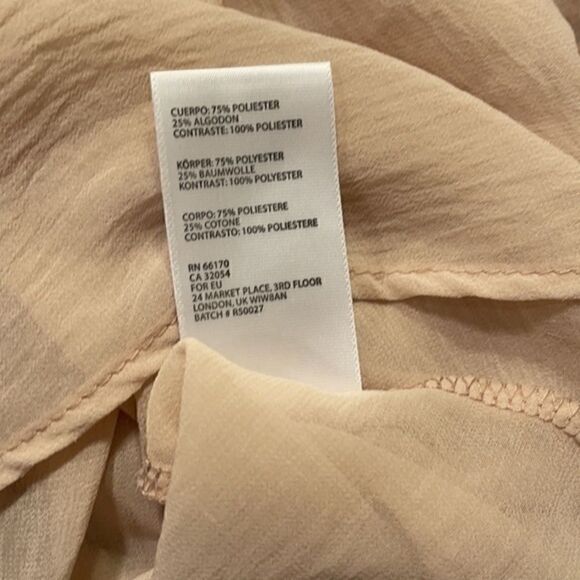 CUERPO: 75% POLIESTER
25% ALGODON
CONTRASTE: 100% POLIESTER
KÖRPER: 75% POLYESTER
25% BAUMWOLLE
KONTRAST: 100% POLYESTER
CORPO: 75% POLIESTERE
25% COTONE
CONTRASTO: 100% POLIESTERE
RN 66170
CA 32054
FOR EU
24 MARKET PLACE, 3RD FLOOR
LONDON, UK WIW8AN
BATCH # R50027